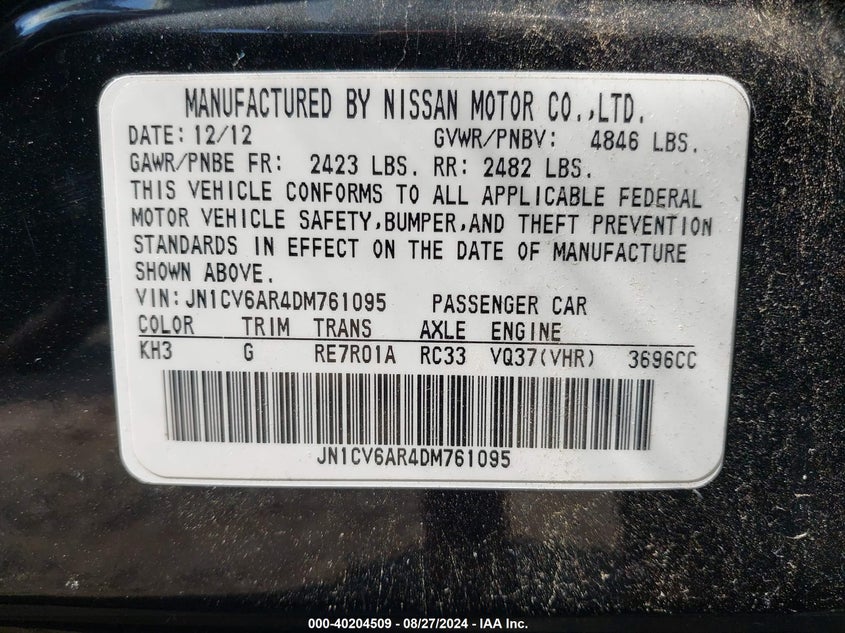 MANUFACTURED BY NISSAN MOTOR CO.,LTD.
DATE: 12/12 GVWR/PNBV: 4846 LBS.
GAWR/PNBE FR: 2423 LBS. RR: 2482 LBS.
THIS VEHICLE CONFORMS TO ALL APPLICABLE FEDERAL
MOTOR VEHICLE SAFETY,BUMPER,AND THEFT PREVENTION
STANDARDS IN EFFECT ON THE DATE OF MANUFACTURE
SHOWN ABOVE.
VIN:JN1CV6AR4DM761095 PASSENGER CAR
COLOR TRIM TRANS AXLE ENGINE
KH3 G RE7R01A RC33 VQ37(VHR) 3696CC
JN1CV6AR4DM761095
000-40204509 - 08/27/2024 - IAA Inc.